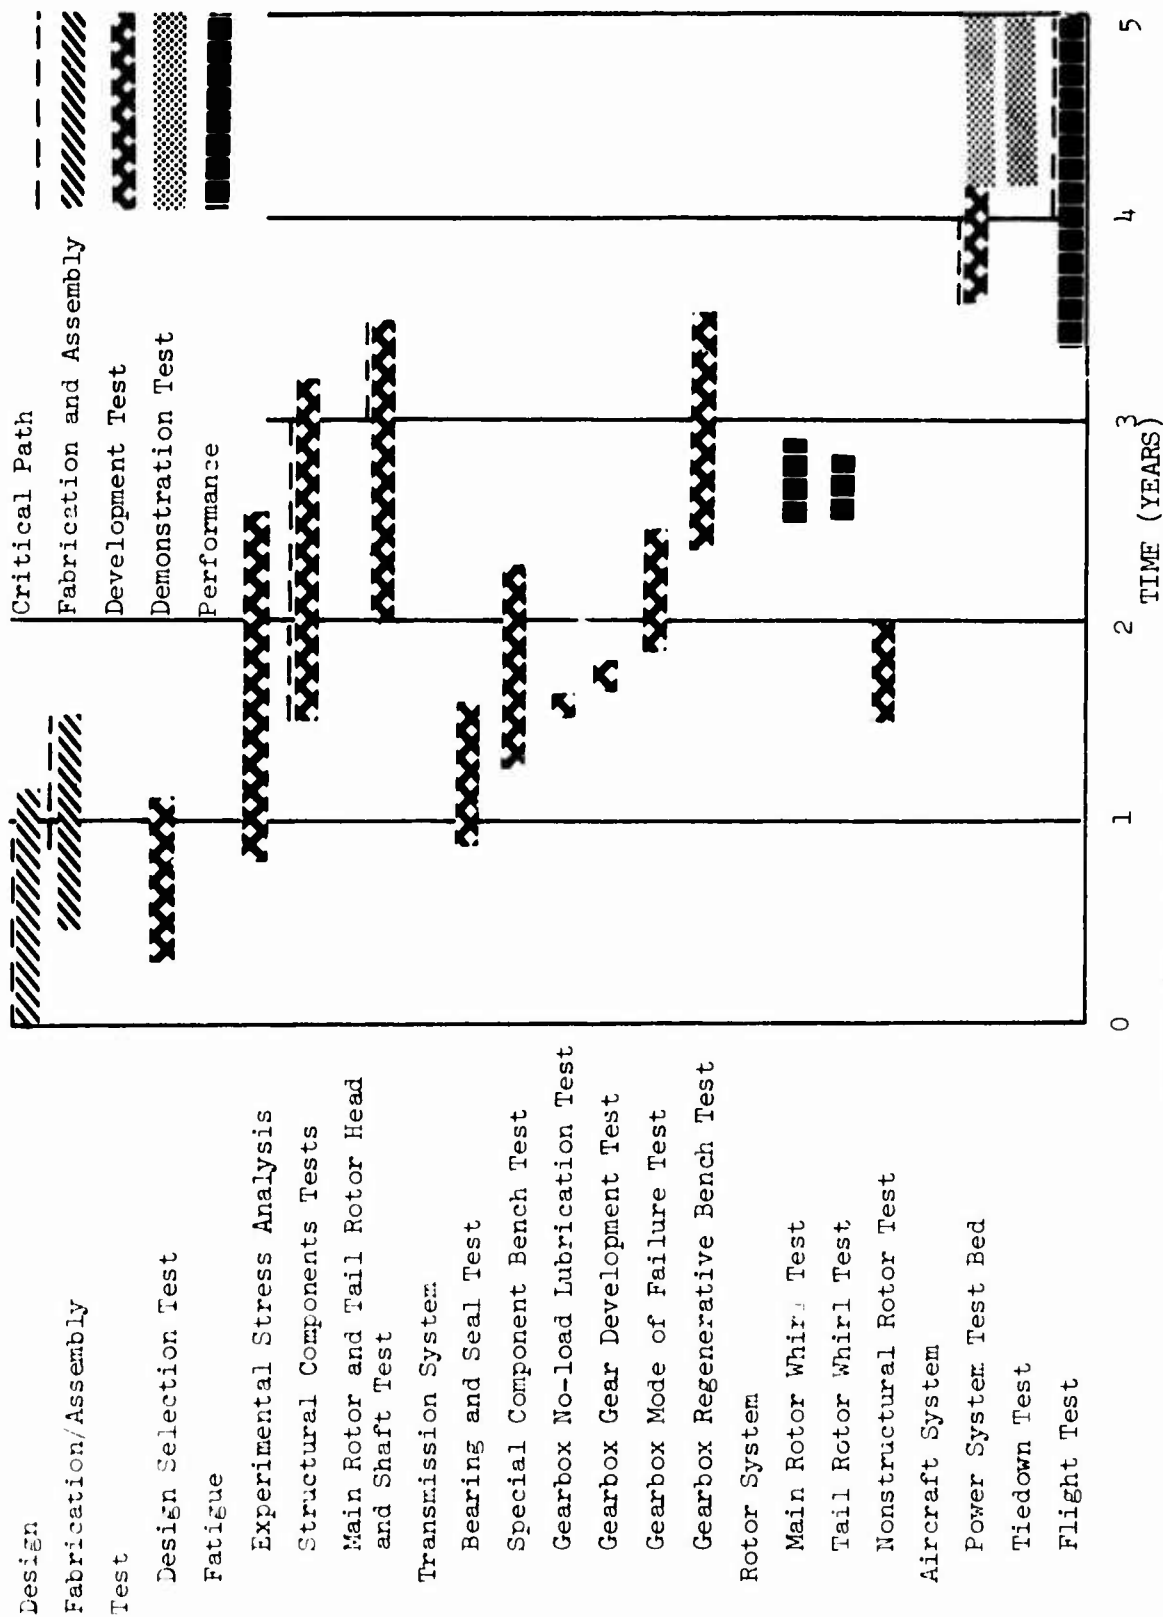 Design
Fabrication/Assembly
Test
Design Selection Test
Fatigue
Experimental Stress Analysis
Structural Components Tests
Main Rotor and Tail Rotor Head
and Shaft Test
Transmission System
Bearing and Seal Test
Special Component Bench Test
Gearbox No-load Lubrication Test
Gearbox Gear Development Test
Gearbox Mode of Failure Test
Gearbox Regenerative Bench Test
Rotor System
Main Rotor Whirl Test
Tail Rotor Whirl Test
Nonstructural Rotor Test
Aircraft System
Power System Test Bed
Tiedown Test
Flight Test
Critical Path
Fabrication and Assembly
Development Test
Demonstration Test
Performance
0 1 2 3 4 5
TIME (YEARS)